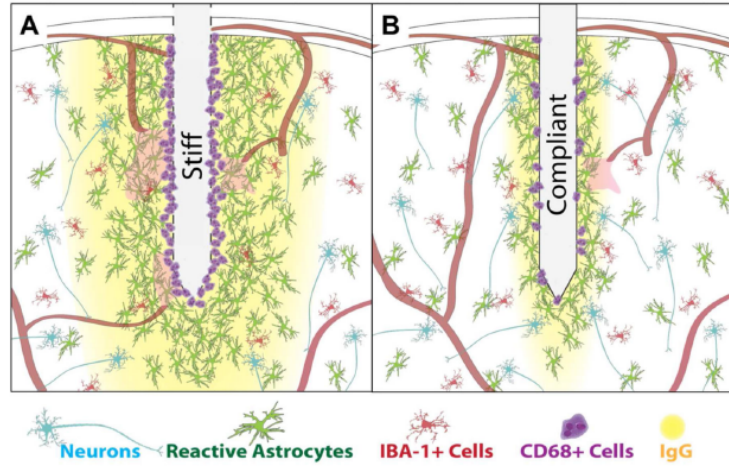 A
B
Stiff
Compliant
Neurons Reactive Astrocytes IBA-1+ Cells CD68+ Cells IgG